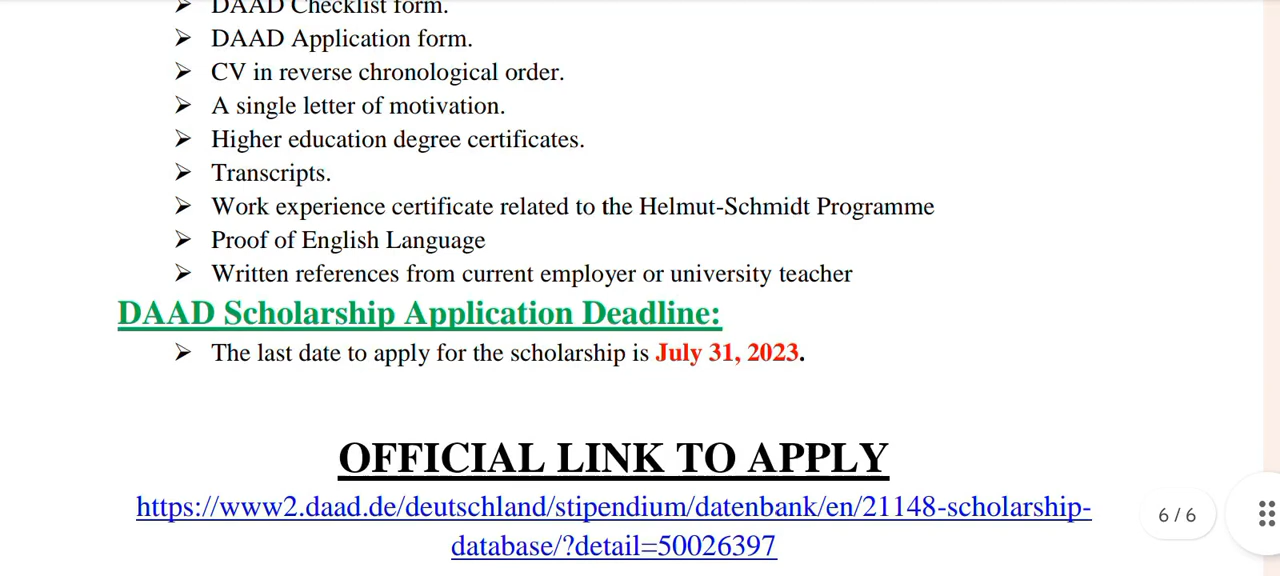 ➤ DAAD Checklist form.
➤ DAAD Application form.
➤ CV in reverse chronological order.
➤ A single letter of motivation.
➤ Higher education degree certificates.
➤ Transcripts.
➤ Work experience certificate related to the Helmut-Schmidt Programme
➤ Proof of English Language
➤ Written references from current employer or university teacher
DAAD Scholarship Application Deadline:
➤ The last date to apply for the scholarship is July 31, 2023.
OFFICIAL LINK TO APPLY
https://www2.daad.de/deutschland/stipendium/datenbank/en/21148-scholarship-
database/?detail=50026397
6 / 6